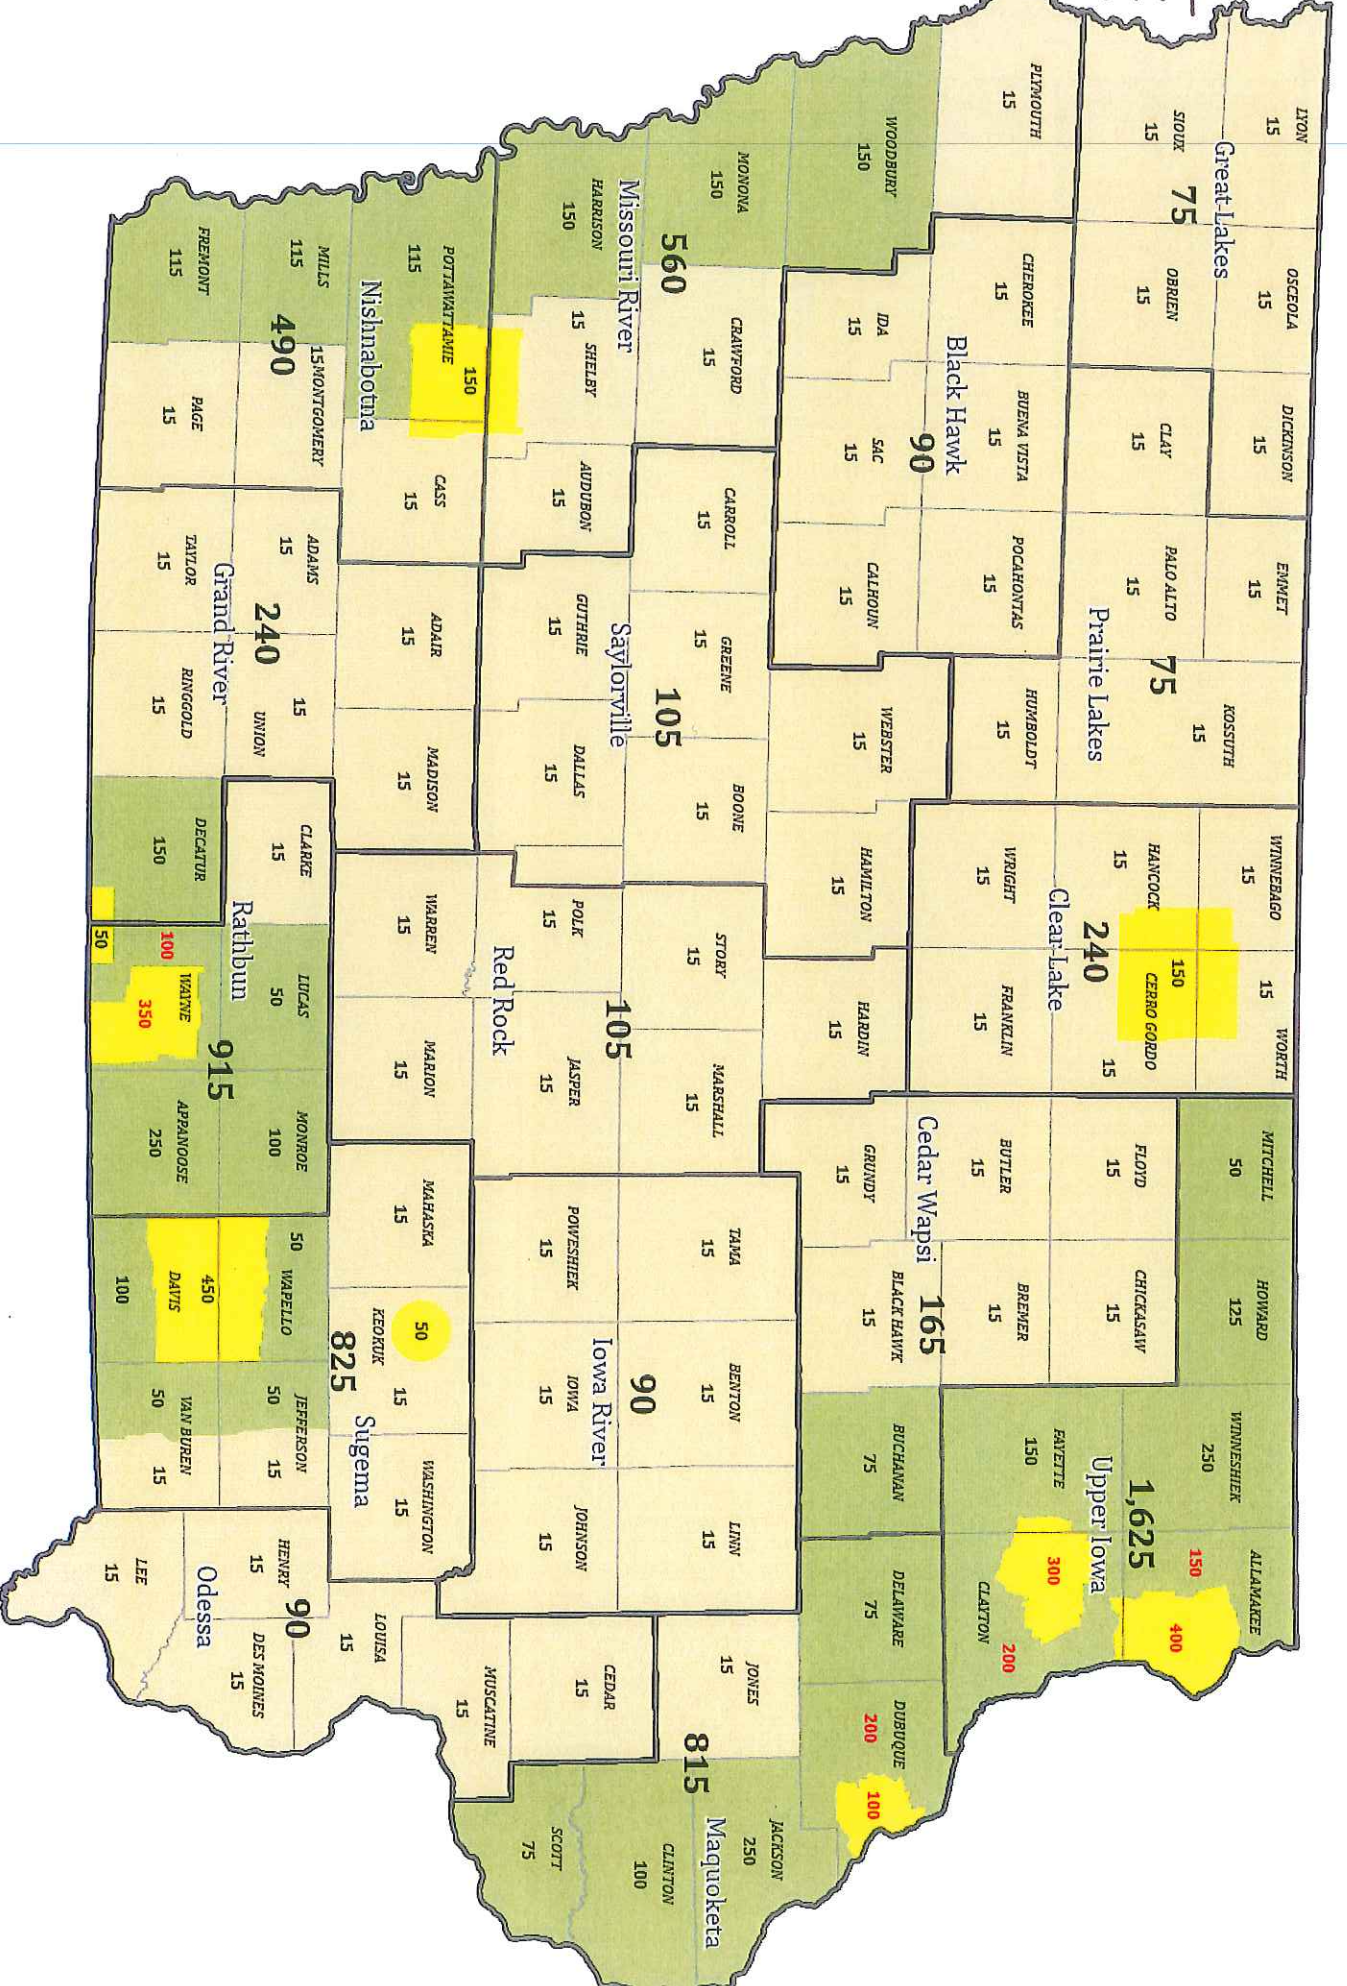 LYON
15
OSCEOLA
15
DICKINSON
15
EMMET
15
KOSSUTH
15
WINNEBAGO
15
WORTH
15
MITCHELL
50
HOWARD
125
WINNESHIEK
250
ALLAMAKEE
150
400
Great Lakes
75
SIOUX
15
OBRIEN
15
CLAY
15
PALO ALTO
15
75
Prairie Lakes
HANCOCK
15
150
CERRO GORDO
15
240
Clear Lake
FLOYD
15
CHICKASAW
15
1,625
Upper Iowa
FAYETTE
150
300
CLAYTON
200
PLYMOUTH
15
CHEROKEE
15
BUENA VISTA
15
POCAHONTAS
15
HUMBOLDT
15
WRIGHT
15
FRANKLIN
15
BUTLER
15
BREMER
15
Black Hawk
90
Cedar Wapsi
165
WOODBURY
150
IDA
15
SAC
15
CALHOUN
15
WEBSTER
15
HAMILTON
15
HARDIN
15
GRUNDY
15
BLACK HAWK
15
BUCHANAN
75
DELAWARE
75
DUBUQUE
200
100
MONONA
150
CRAWFORD
15
CARROLL
15
GREENE
15
BOONE
15
STORY
15
MARSHALL
15
TAMA
15
BENTON
15
LINN
15
JONES
15
JACKSON
250
560
Missouri River
105
Saylorville
105
Red Rock
90
Iowa River
815
Maquoketa
HARRISON
150
SHELBY
15
AUDUBON
15
GUTHRIE
15
DALLAS
15
POLK
15
JASPER
15
POWESHIEK
15
IOWA
15
JOHNSON
15
CEDAR
15
CLINTON
100
SCOTT
75
MUSCATINE
15
POTTAWATTAMIE
115
150
CASS
15
ADAIR
15
MADISON
15
WARREN
15
MARION
15
MAHASKA
15
50
KEOKUK
15
WASHINGTON
15
LOUISA
15
Nishnabotna
490
825
Sugema
MILLS
115
15 MONTGOMERY
ADAMS
15
15
UNION
CLARKE
15
LUCAS
50
MONROE
100
50
WAPELLO
JEFFERSON
50
15
HENRY
15
90
DES MOINES
15
240
Grand River
Rathbun
915
450
Odessa
FREMONT
115
PAGE
15
TAYLOR
15
RINGGOLD
15
DECATUR
150
100
WAYNE
350
50
APPANOOSE
250
DAVIS
100
VAN BUREN
50
15
LEE
15